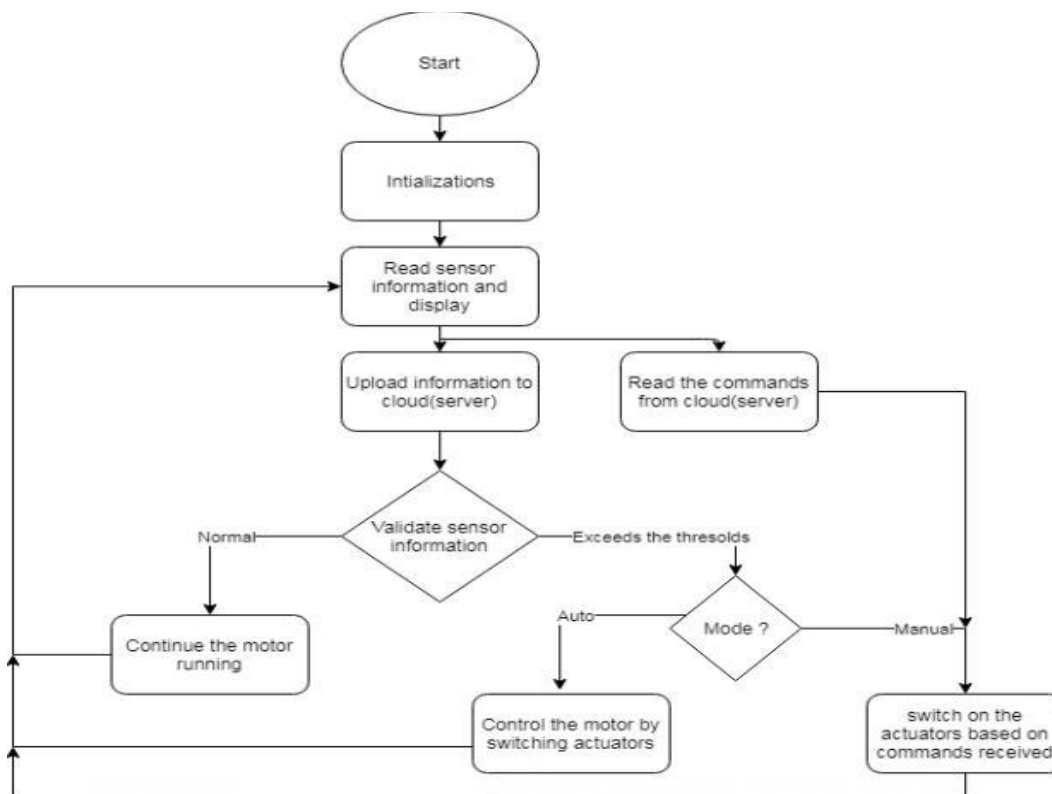 Start
Intializations
Read sensor
information and
display
Upload information to
cloud(server)
Read the commands
from cloud(server)
Validate sensor
information
Normal
Exceeds the thresolds
Auto
Mode ?
Manual
Continue the motor
running
Control the motor by
switching actuators
switch on the
actuators based on
commands received